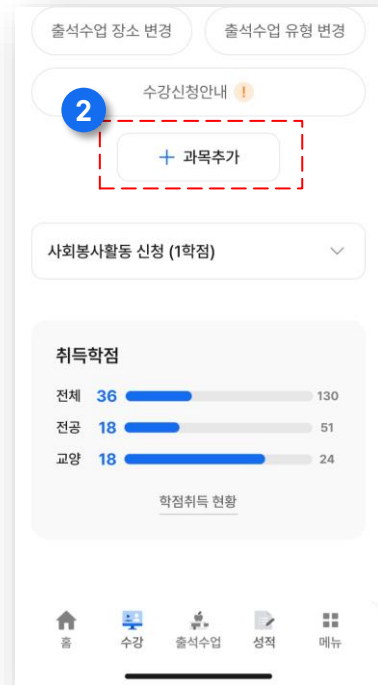 출석수업 장소 변경 출석수업 유형 변경
수강신청안내 !
2
+ 과목추가
사회봉사활동 신청 (1학점)
취득학점
전체 36 130
전공 18 51
교양 18 24
학점취득 현황
홈 수강 출석수업 성적 메뉴